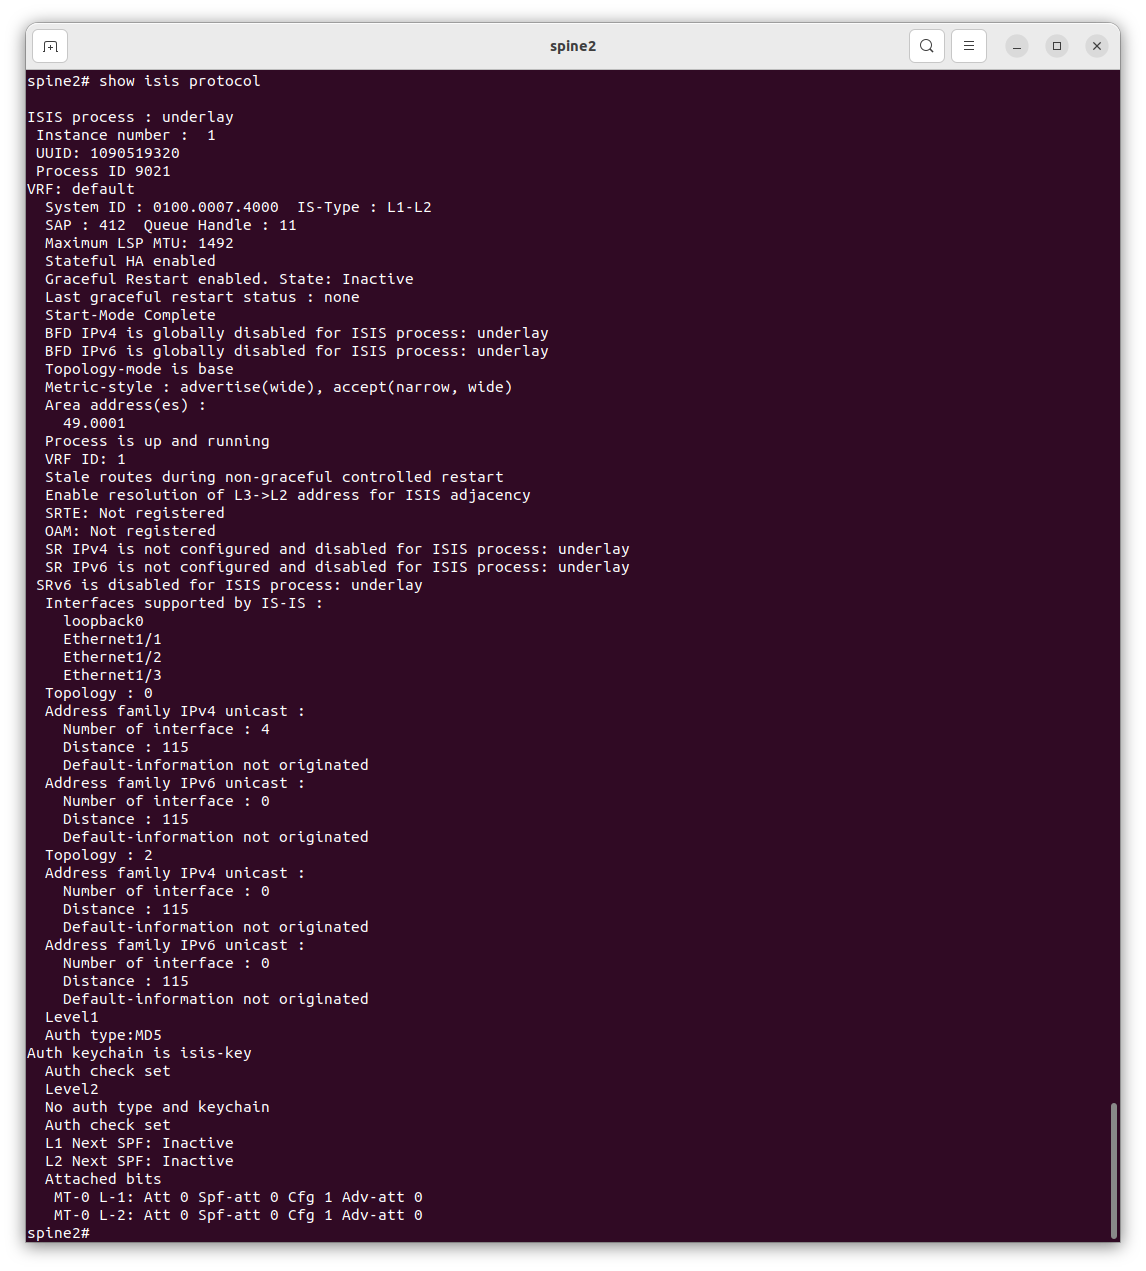 spine2
spine2# show isis protocol
ISIS process : underlay
 Instance number :  1
 UUID: 1090519320
 Process ID 9021
VRF: default
  System ID : 0100.0007.4000  IS-Type : L1-L2
  SAP : 412  Queue Handle : 11
  Maximum LSP MTU: 1492
  Stateful HA enabled
  Graceful Restart enabled. State: Inactive
  Last graceful restart status : none
  Start-Mode Complete
  BFD IPv4 is globally disabled for ISIS process: underlay
  BFD IPv6 is globally disabled for ISIS process: underlay
  Topology-mode is base
  Metric-style : advertise(wide), accept(narrow, wide)
  Area address(es) :
    49.0001
  Process is up and running
  VRF ID: 1
  Stale routes during non-graceful controlled restart
  Enable resolution of L3->L2 address for ISIS adjacency
  SRTE: Not registered
  OAM: Not registered
  SR IPv4 is not configured and disabled for ISIS process: underlay
  SR IPv6 is not configured and disabled for ISIS process: underlay
 SRv6 is disabled for ISIS process: underlay
  Interfaces supported by IS-IS :
    loopback0
    Ethernet1/1
    Ethernet1/2
    Ethernet1/3
  Topology : 0
  Address family IPv4 unicast :
    Number of interface : 4
    Distance : 115
    Default-information not originated
  Address family IPv6 unicast :
    Number of interface : 0
    Distance : 115
    Default-information not originated
  Topology : 2
  Address family IPv4 unicast :
    Number of interface : 0
    Distance : 115
    Default-information not originated
  Address family IPv6 unicast :
    Number of interface : 0
    Distance : 115
    Default-information not originated
  Level1
  Auth type:MD5
Auth keychain is isis-key
  Auth check set
  Level2
  No auth type and keychain
  Auth check set
  L1 Next SPF: Inactive
  L2 Next SPF: Inactive
  Attached bits
   MT-0 L-1: Att 0 Spf-att 0 Cfg 1 Adv-att 0
   MT-0 L-2: Att 0 Spf-att 0 Cfg 1 Adv-att 0
spine2#